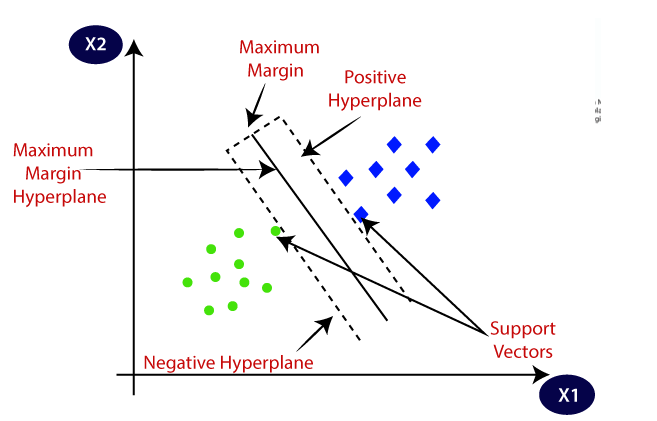 X2
Maximum
Margin
Positive
Hyperplane
Maximum
Margin
Hyperplane
Support
Vectors
Negative Hyperplane
X1